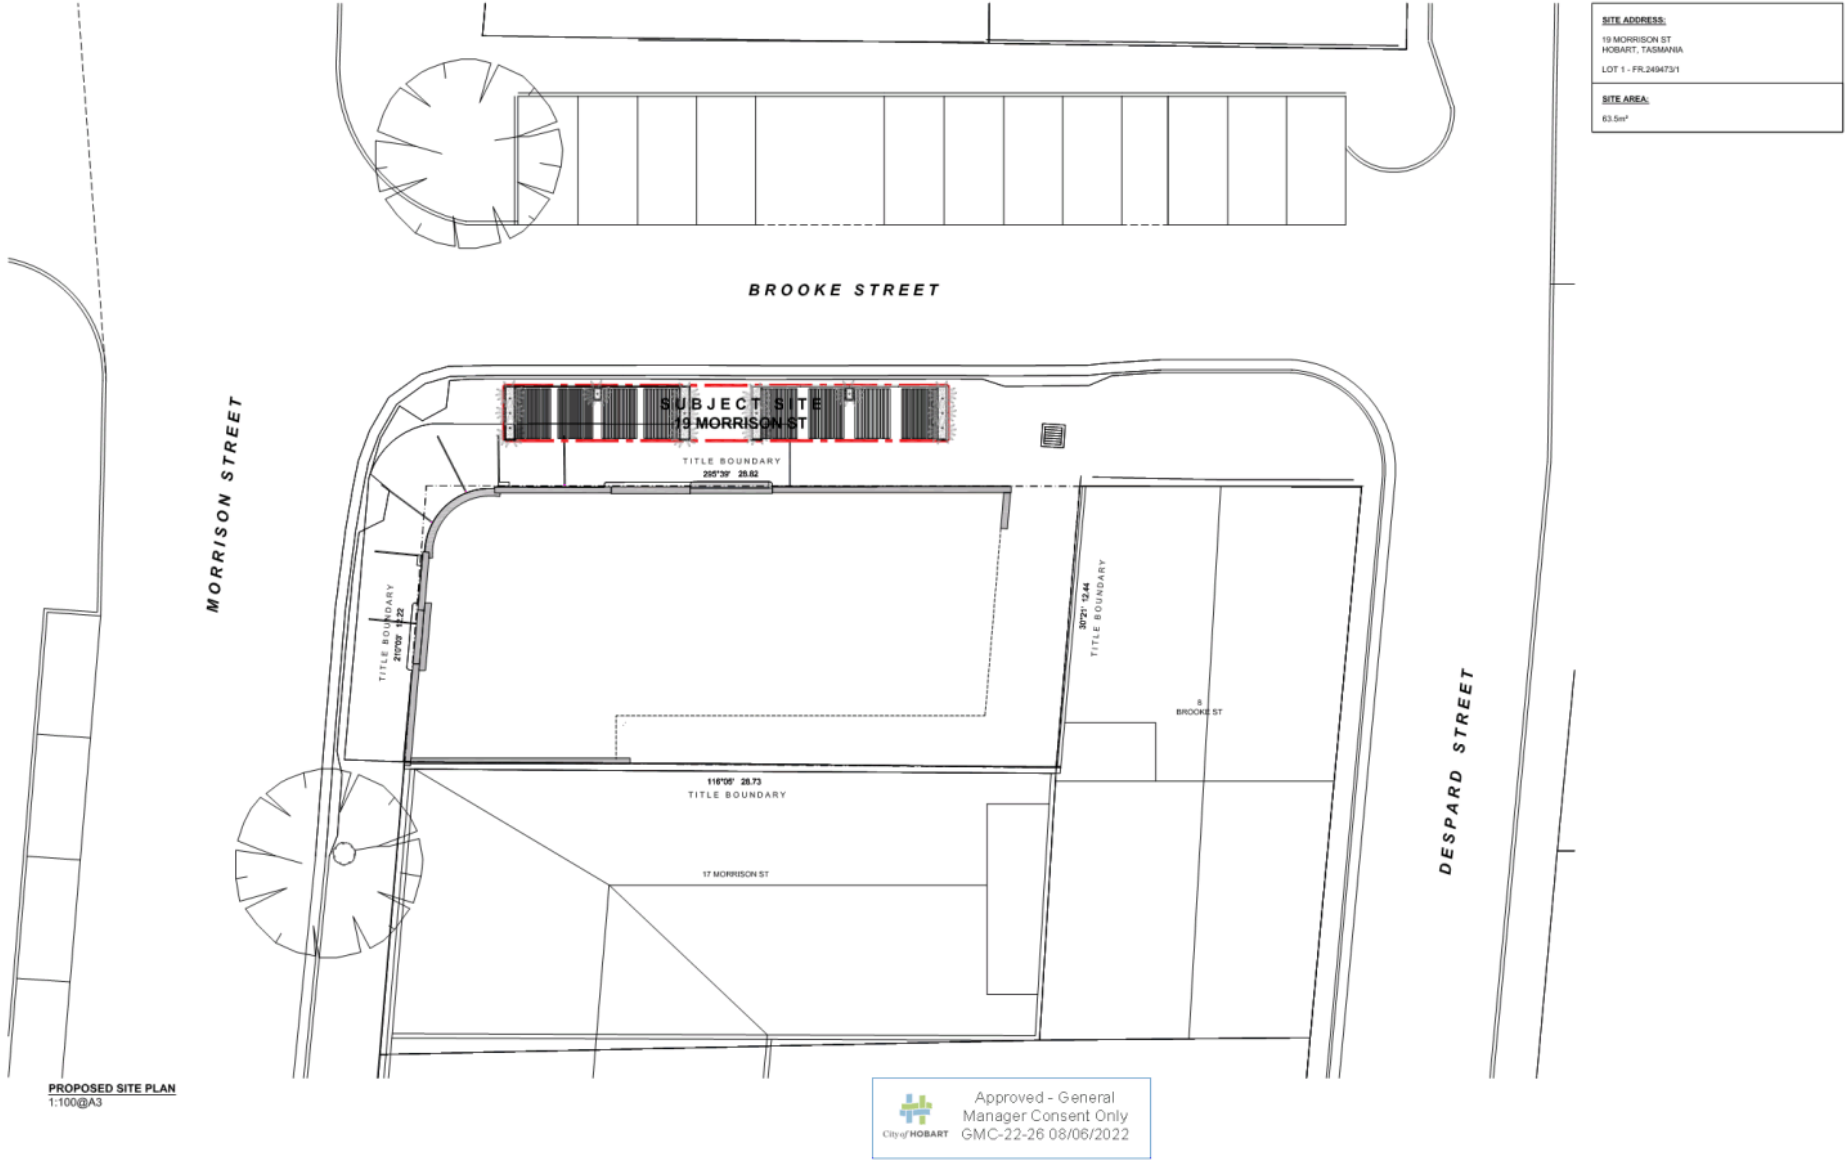 SITE ADDRESS:
19 MORRISON ST
HOBART, TASMANIA
LOT 1 - FR.249473/1
SITE AREA:
63.5m²
BROOKE STREET
MORRISON STREET
SUBJECT SITE
19 MORRISON ST
TITLE BOUNDARY
295°39' 28.82
TITLE BOUNDARY
210°09' 12.22
30°21' 12.44
TITLE BOUNDARY
8
BROOKE ST
DESPARD STREET
116°05' 28.73
TITLE BOUNDARY
17 MORRISON ST
PROPOSED SITE PLAN
1:100@A3
City of HOBART
Approved - General
Manager Consent Only
GMC-22-26 08/06/2022